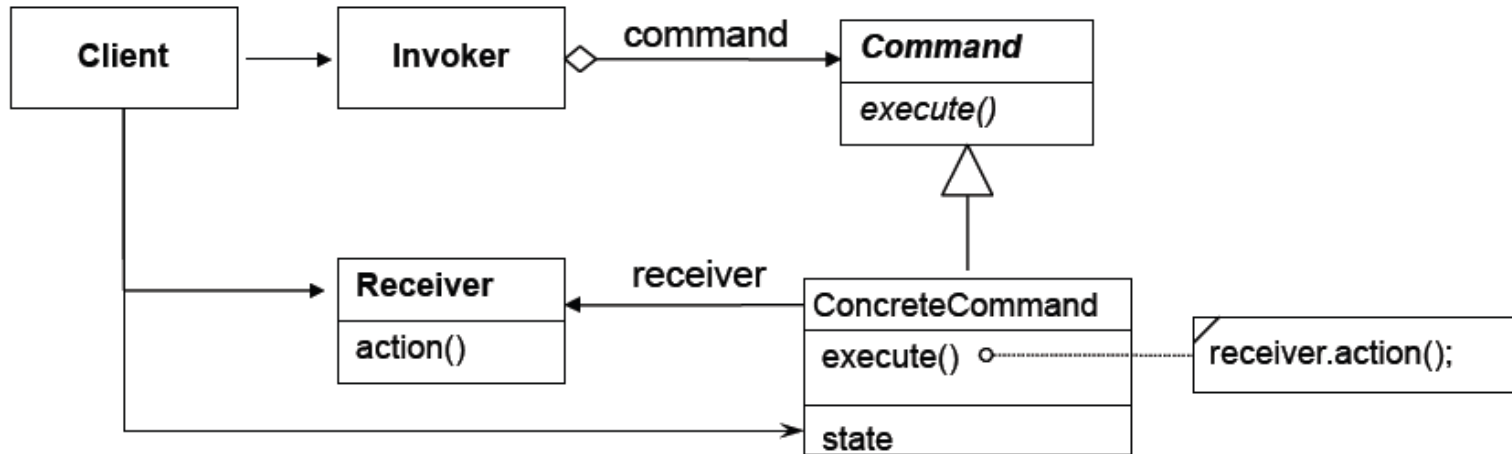 Client
Invoker
command
Command
execute()
Receiver
action()
receiver
ConcreteCommand
execute()
state
receiver.action();